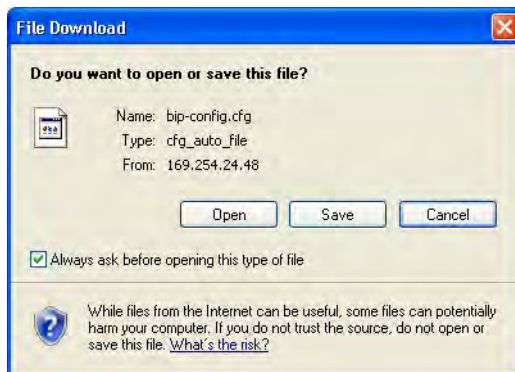 File Download
Do you want to open or save this file?
Name: bip-config.cfg
Type: cfg_auto_file
From: 169.254.24.48
Open Save Cancel
Always ask before opening this type of file
While files from the Internet can be useful, some files can potentially
harm your computer. If you do not trust the source, do not open or
save this file. What's the risk?